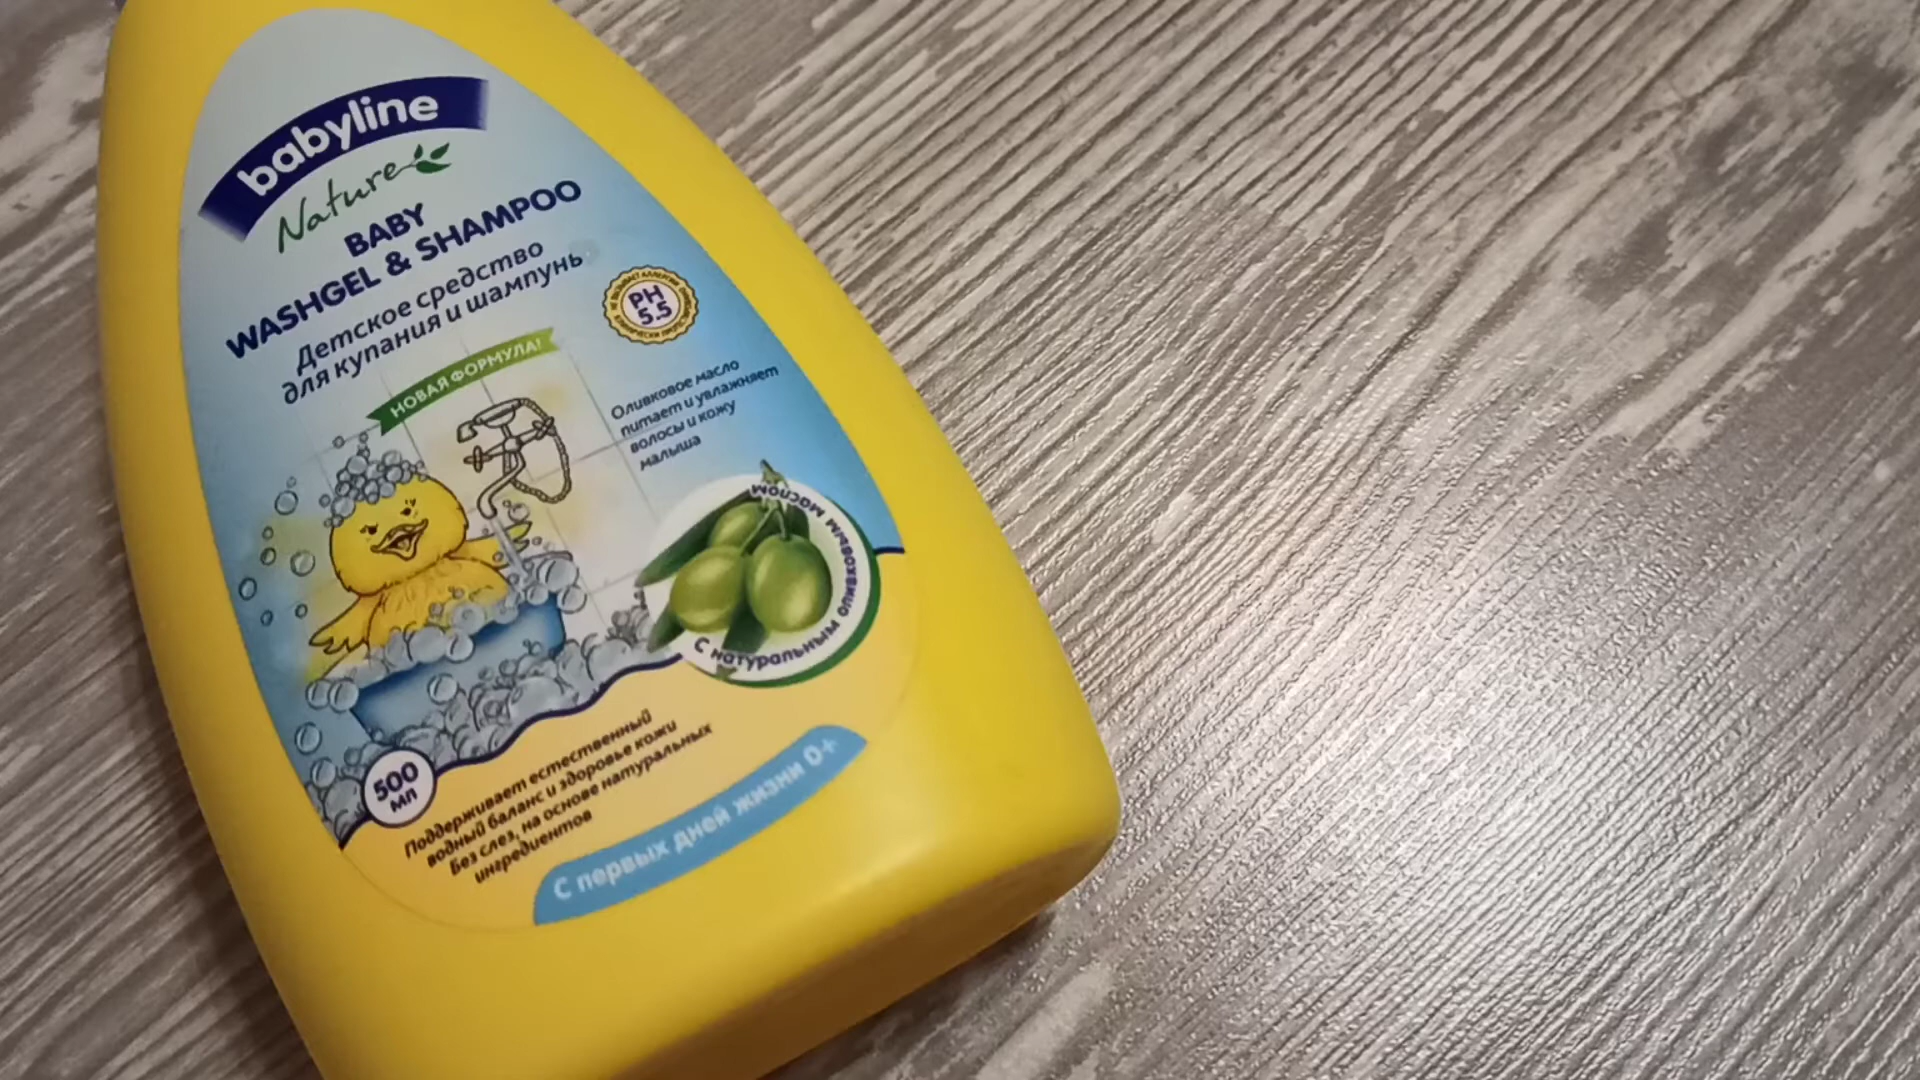 babyline
Nature
BABY
WASHGEL & SHAMPOO
Детское средство
для купания и шампунь
НОВАЯ ФОРМУЛА!
PH
5.5
Оливковое масло
питает и увлажняет
волосы и кожу
малыша
С натуральным оливковым маслом
500
мл
Поддерживает естественный
водный баланс и здоровье кожи
Без слез, на основе натуральных
ингредиентов
С первых дней жизни 0+